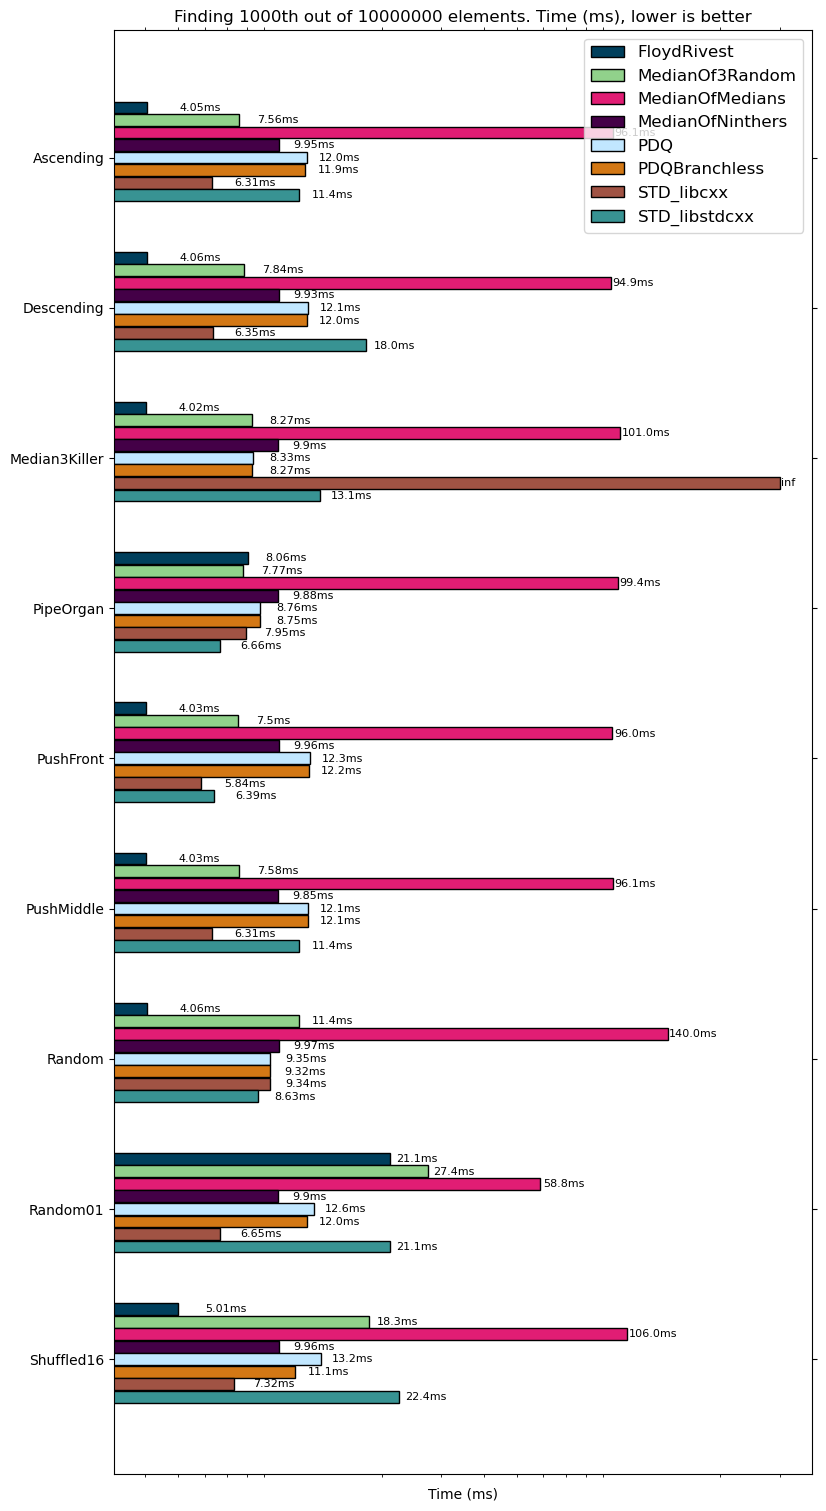 Finding 1000th out of 10000000 elements. Time (ms), lower is better
FloydRivest
MedianOf3Random
MedianOfMedians
MedianOfNinthers
PDQ
PDQBranchless
STD_libcxx
STD_libstdcxx
Ascending
4.05ms
7.56ms
96.1ms
9.95ms
12.0ms
11.9ms
6.31ms
11.4ms
Descending
4.06ms
7.84ms
94.9ms
9.93ms
12.1ms
12.0ms
6.35ms
18.0ms
Median3Killer
4.02ms
8.27ms
101.0ms
9.9ms
8.33ms
8.27ms
inf
13.1ms
PipeOrgan
8.06ms
7.77ms
99.4ms
9.88ms
8.76ms
8.75ms
7.95ms
6.66ms
PushFront
4.03ms
7.5ms
96.0ms
9.96ms
12.3ms
12.2ms
5.84ms
6.39ms
PushMiddle
4.03ms
7.58ms
96.1ms
9.85ms
12.1ms
12.1ms
6.31ms
11.4ms
Random
4.06ms
11.4ms
140.0ms
9.97ms
9.35ms
9.32ms
9.34ms
8.63ms
Random01
21.1ms
27.4ms
58.8ms
9.9ms
12.6ms
12.0ms
6.65ms
21.1ms
Shuffled16
5.01ms
18.3ms
106.0ms
9.96ms
13.2ms
11.1ms
7.32ms
22.4ms
Time (ms)